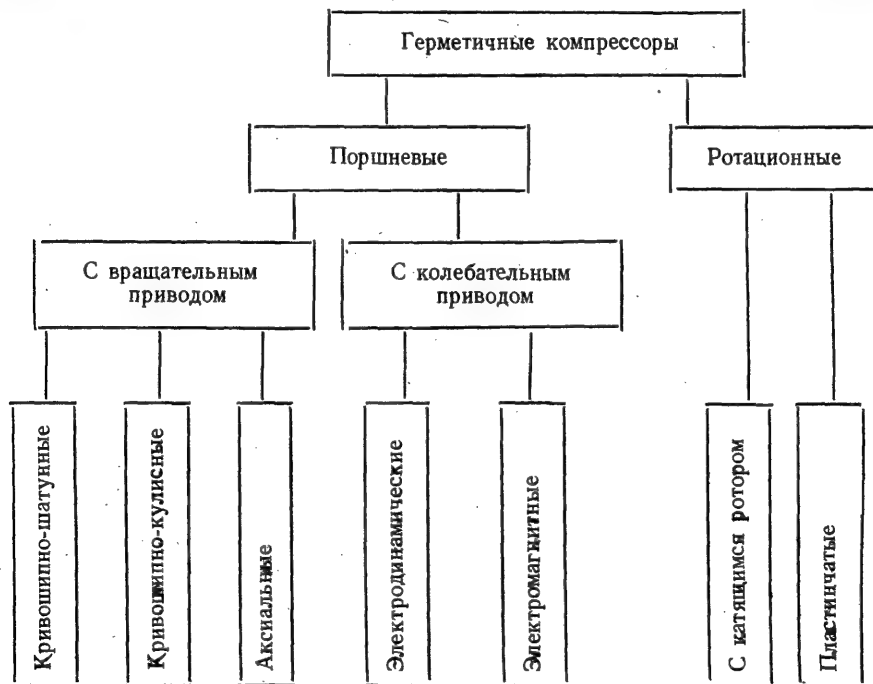 Герметичные компрессоры
Поршневые
Ротационные
С вращательным
приводом
С колебательным
приводом
Кривошипно-шатунные
Кривошипно-кулисные
Аксиальные
Электродинамические
Электромагнитные
С катящимся ротором
Пластинчатые